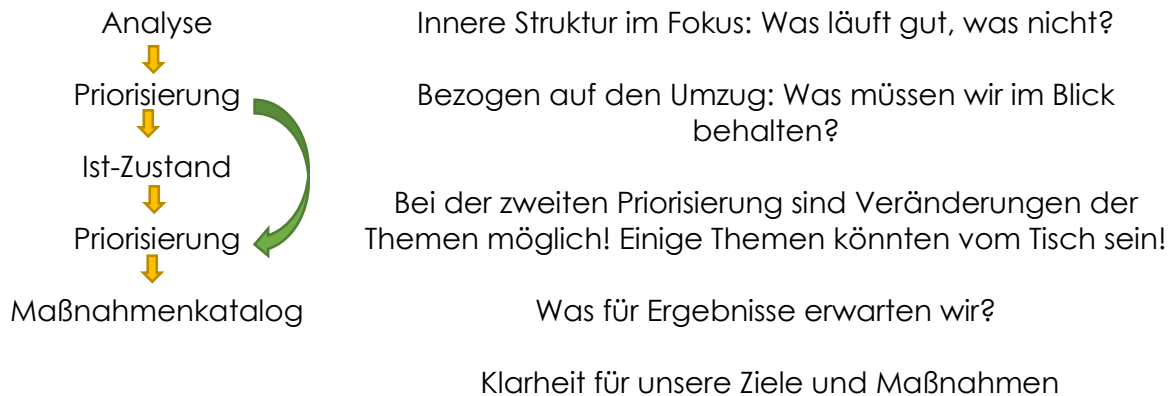 Analyse
Priorisierung
Ist-Zustand
Priorisierung
Maßnahmenkatalog
Innere Struktur im Fokus: Was läuft gut, was nicht?
Bezogen auf den Umzug: Was müssen wir im Blick
behalten?
Bei der zweiten Priorisierung sind Veränderungen der
Themen möglich! Einige Themen könnten vom Tisch sein!
Was für Ergebnisse erwarten wir?
Klarheit für unsere Ziele und Maßnahmen